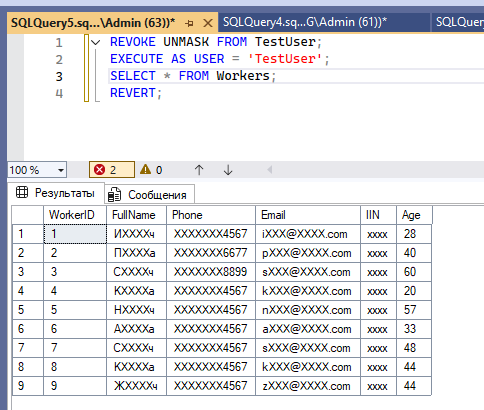 SQLQuery5.sq...\Admin (63))* SQLQuery4.sq...G\Admin (61))* SQLQuery
1 REVOKE UNMASK FROM TestUser;
2 EXECUTE AS USER = 'TestUser';
3 SELECT * FROM Workers;
4 REVERT;
100 % 2 0
Результаты Сообщения
WorkerID FullName Phone Email IIN Age
1 1 ИXXXXч XXXXXXX4567 iXXX@XXXX.com xxxx 28
2 2 ПXXXXа XXXXXXX6677 pXXX@XXXX.com xxxx 40
3 3 СXXXXч XXXXXXX8899 sXXX@XXXX.com xxxx 60
4 4 КXXXXа XXXXXXX4567 kXXX@XXXX.com xxxx 20
5 5 НXXXXч XXXXXXX4567 nXXX@XXXX.com xxxx 57
6 6 АXXXXа XXXXXXX4567 aXXX@XXXX.com xxxx 33
7 7 СXXXXч XXXXXXX4567 sXXX@XXXX.com xxxx 48
8 8 КXXXXа XXXXXXX4567 kXXX@XXXX.com xxxx 44
9 9 ЖXXXXч XXXXXXX4567 zXXX@XXXX.com xxxx 44